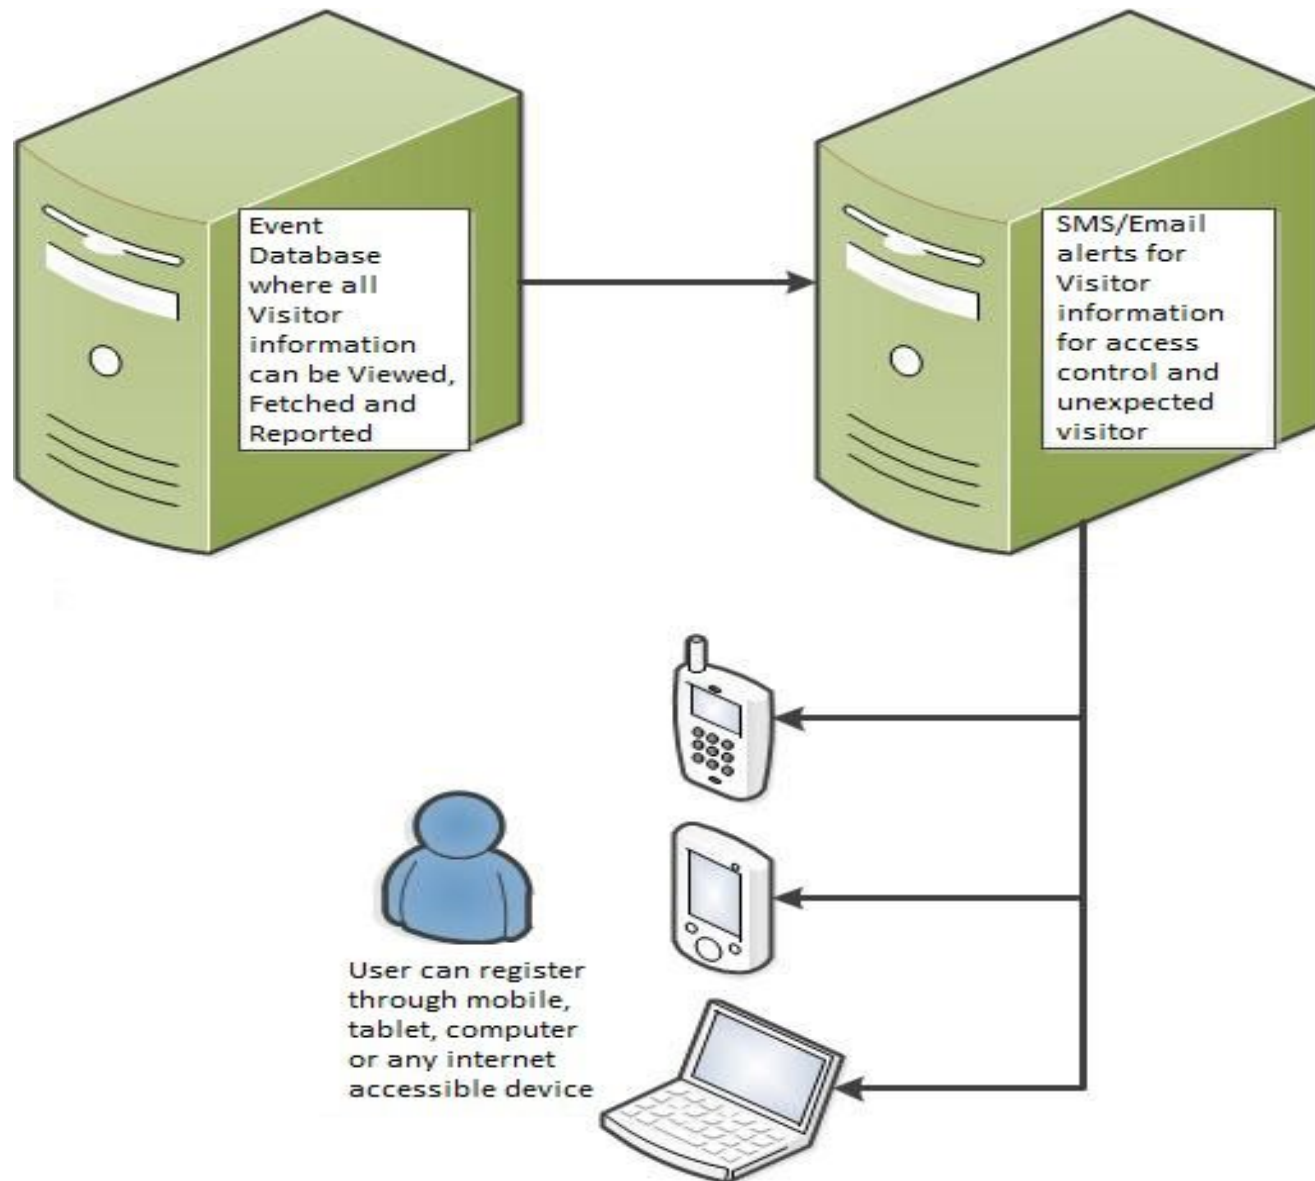 Event
Database
where all
Visitor
information
can be Viewed,
Fetched and
Reported
SMS/Email
alerts for
Visitor
information
for access
control and
unexpected
visitor
User can register
through mobile,
tablet, computer
or any internet
accessible device